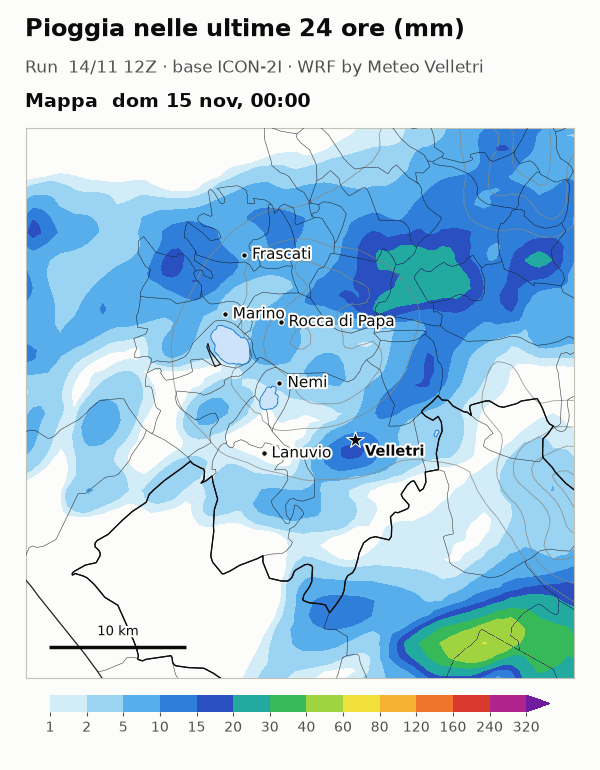 Pioggia nelle ultime 24 ore (mm)
Run 14/11 12Z · base ICON-2I · WRF by Meteo Velletri
Mappa dom 15 nov, 00:00
Frascati
Marino
Rocca di Papa
Nemi
Velletri
Lanuvio
10 km
1 2 5 10 15 20 30 40 60 80 120 160 240 320